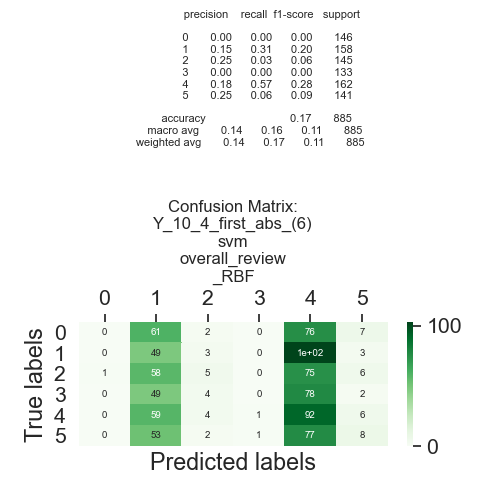 precision recall f1-score support
0 0.00 0.00 0.00 146
1 0.15 0.31 0.20 158
2 0.25 0.03 0.06 145
3 0.00 0.00 0.00 133
4 0.18 0.57 0.28 162
5 0.25 0.06 0.09 141
accuracy 0.17 885
macro avg 0.14 0.16 0.11 885
weighted avg 0.14 0.17 0.11 885
Confusion Matrix:
Y_10_4_first_abs_(6)
svm
overall_review
_RBF
0 1 2 3 4 5
0 0 61 2 0 76 7 100
1 0 49 3 0 1e+02 3
2 1 58 5 0 75 6
3 0 49 4 0 78 2
4 0 59 4 1 92 6
5 0 53 2 1 77 8 0
True labels
Predicted labels